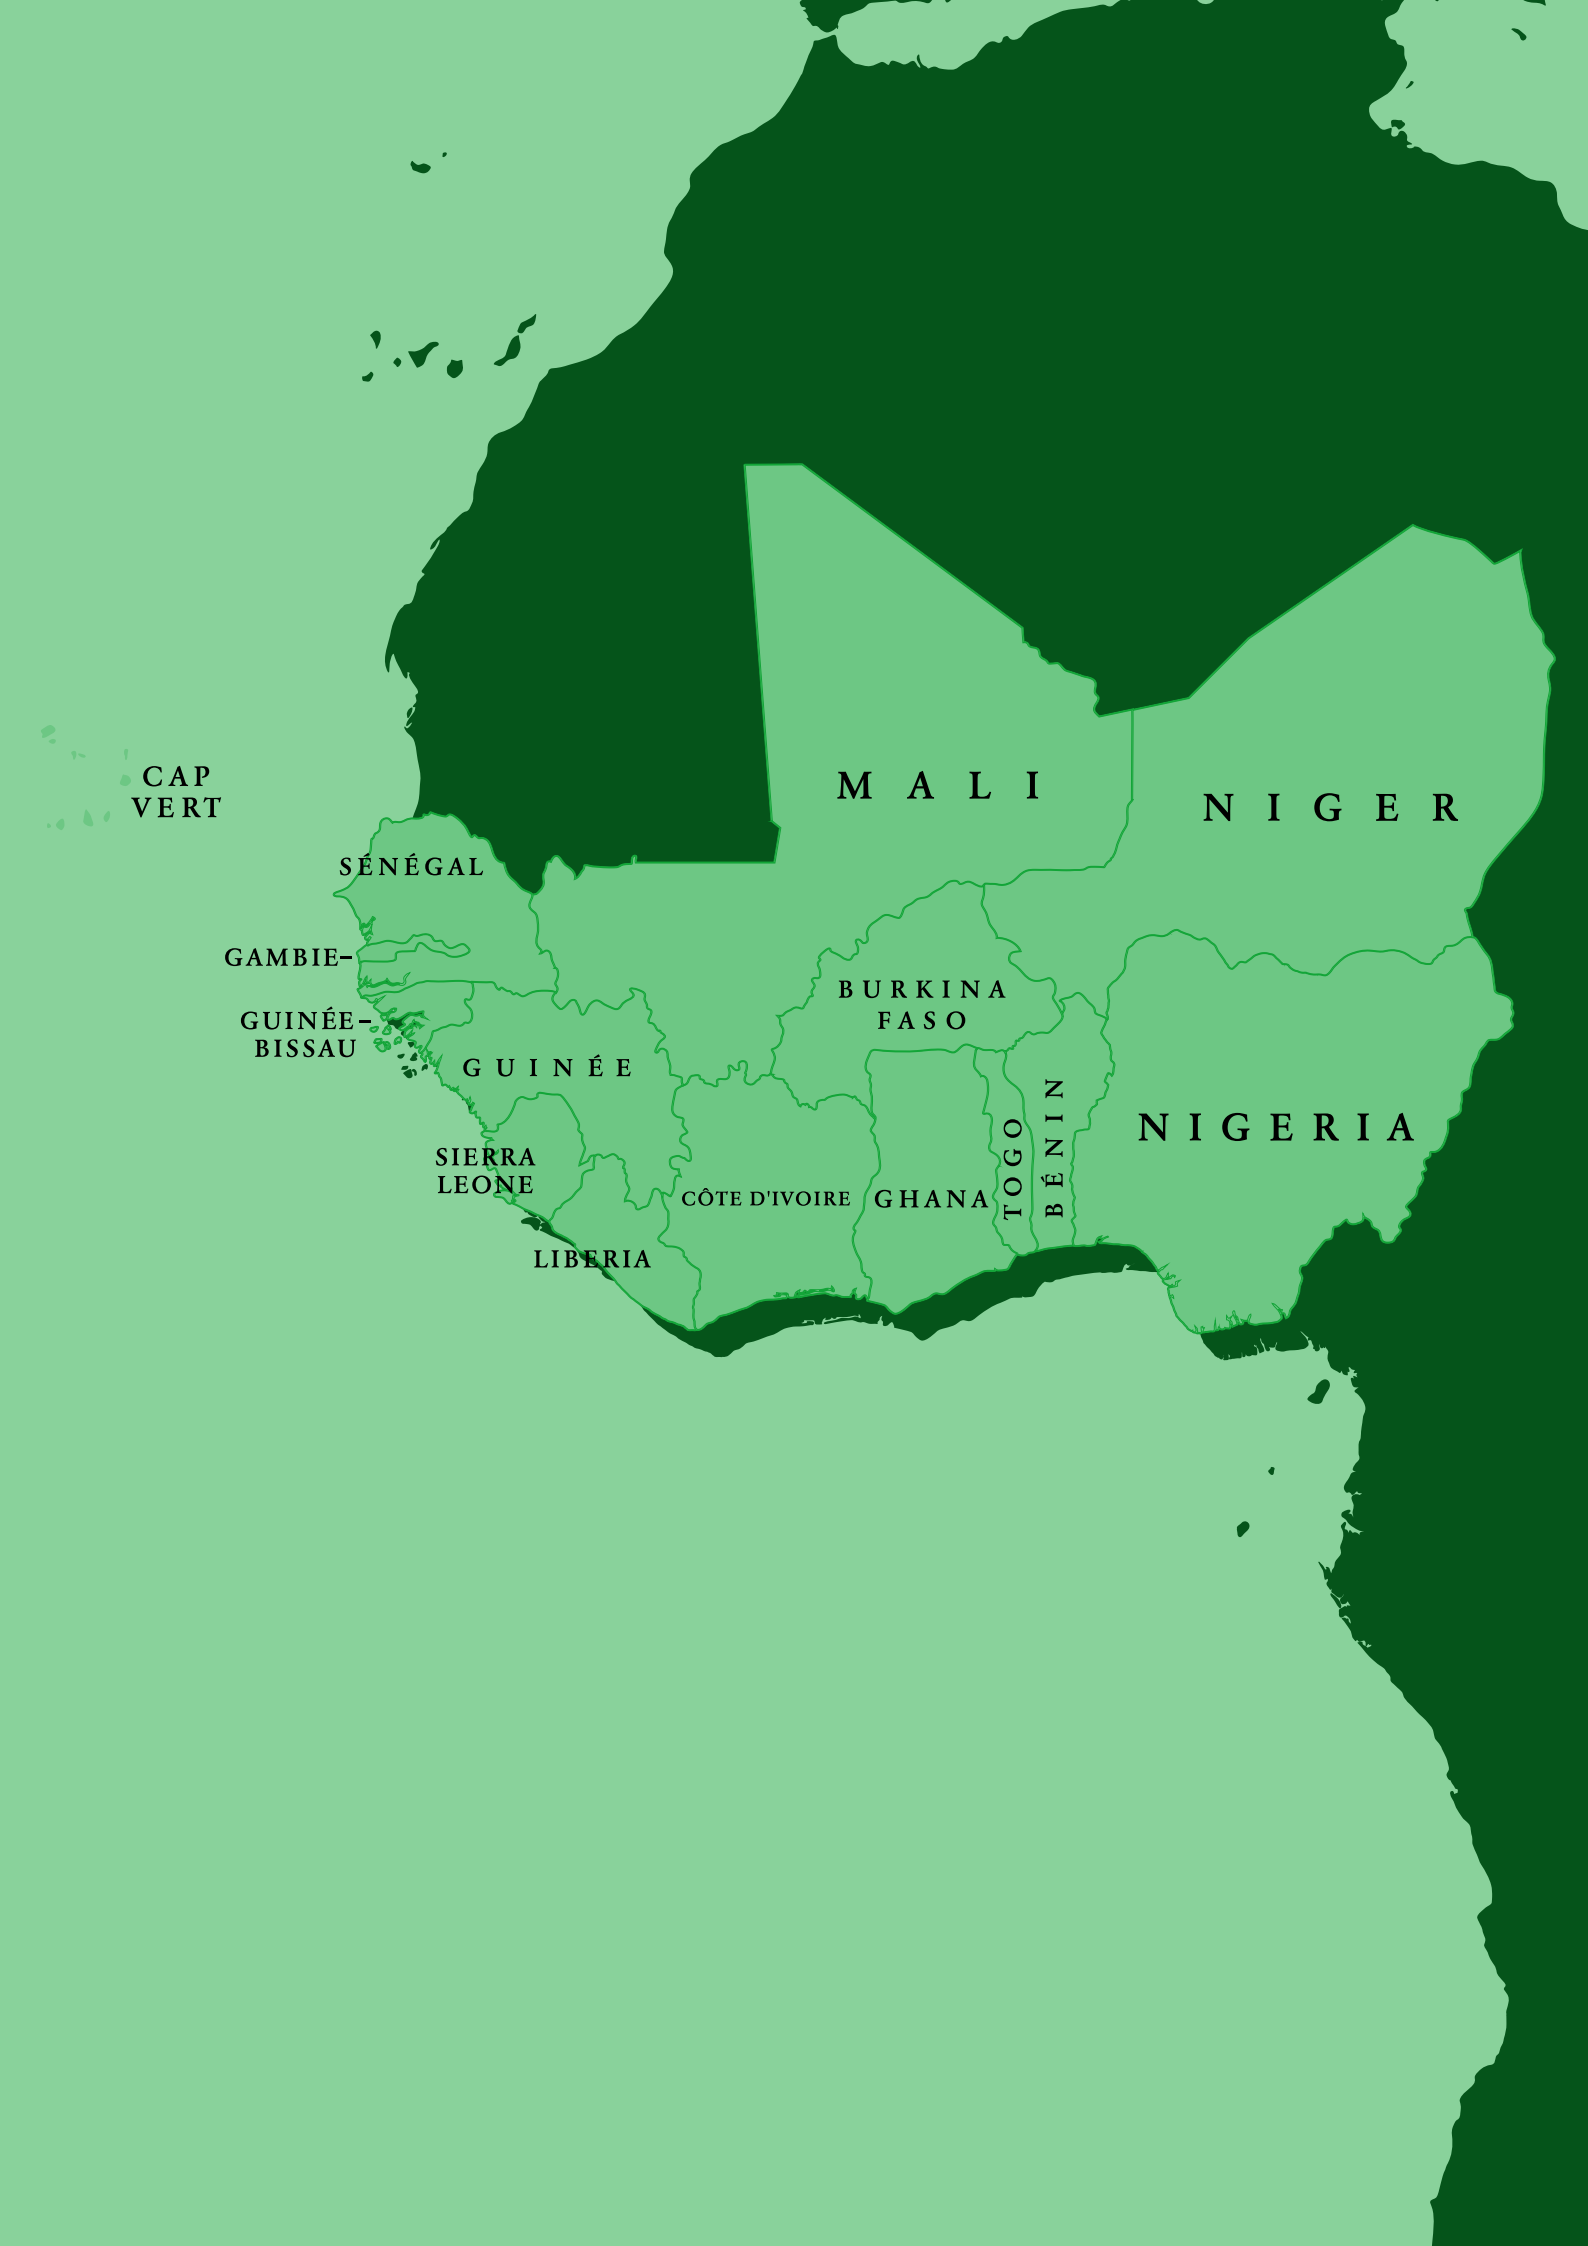 MALI
NIGER
CAP
VERT
SÉNÉGAL
GAMBIE–
BURKINA
FASO
GUINÉE–
BISSAU
GUINÉE
TOGO
BÉNIN
NIGERIA
SIERRA
LEONE
CÔTE D'IVOIRE
GHANA
LIBERIA